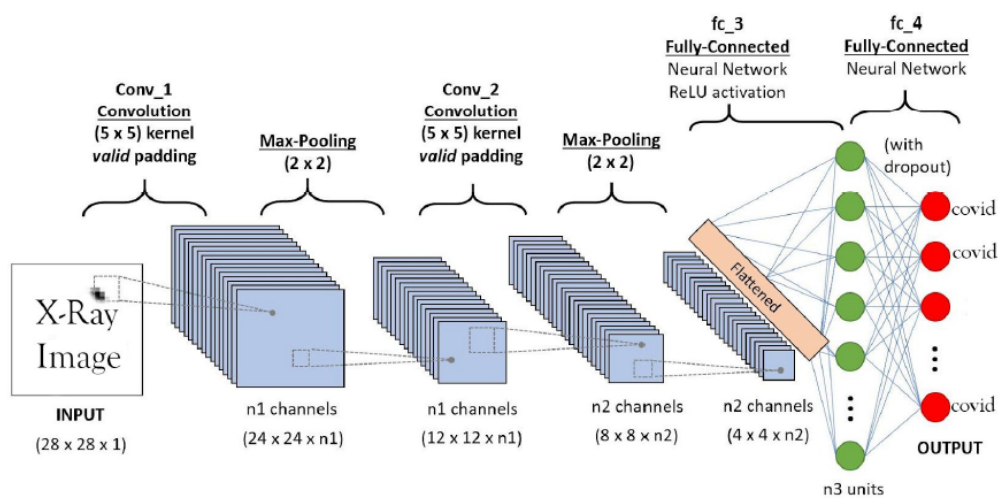 fc_3
Fully-Connected
Neural Network
ReLU activation
fc_4
Fully-Connected
Neural Network
Conv_1
Convolution
(5 x 5) kernel
valid padding
Max-Pooling
(2 x 2)
Conv_2
Convolution
(5 x 5) kernel
valid padding
Max-Pooling
(2 x 2)
(with
dropout)
X-Ray
Image
Flattened
covid
covid
covid
INPUT
(28 x 28 x 1)
n1 channels
(24 x 24 x n1)
n1 channels
(12 x 12 x n1)
n2 channels
(8 x 8 x n2)
n2 channels
(4 x 4 x n2)
OUTPUT
n3 units